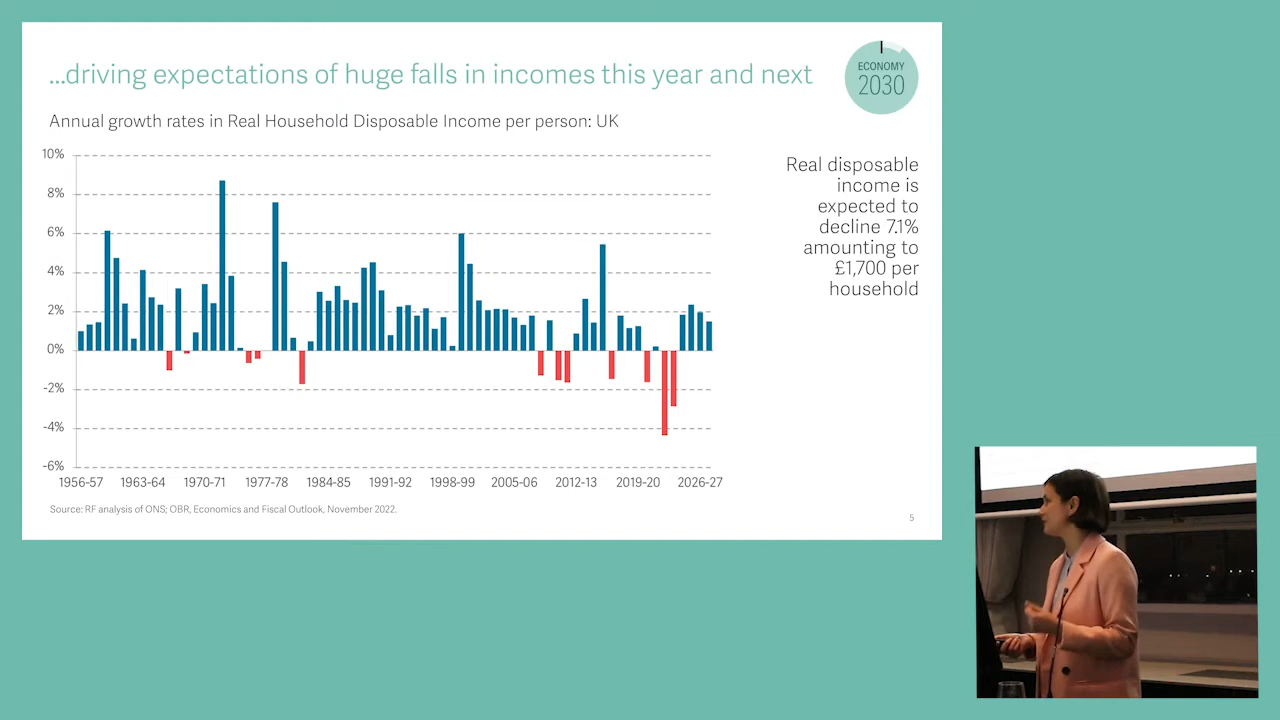 ...driving expectations of huge falls in incomes this year and next
ECONOMY
2030
Annual growth rates in Real Household Disposable Income per person: UK
10%
8%
6%
4%
2%
0%
-2%
-4%
-6%
1956-57 1963-64 1970-71 1977-78 1984-85 1991-92 1998-99 2005-06 2012-13 2019-20 2026-27
Real disposable
income is
expected to
decline 7.1%
amounting to
£1,700 per
household
Source: RF analysis of ONS; OBR, Economics and Fiscal Outlook, November 2022.
5